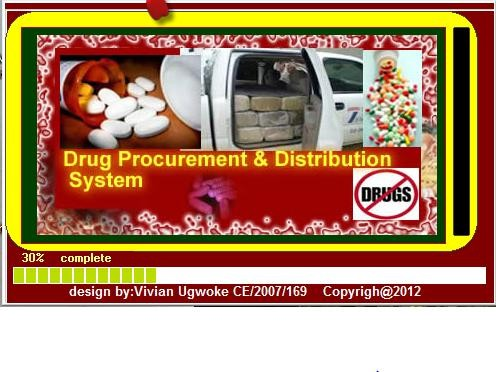 Drug Procurement & Distribution
System
DRUGS
30% complete
design by:Vivian Ugwoke CE/2007/169 Copyrigh@2012